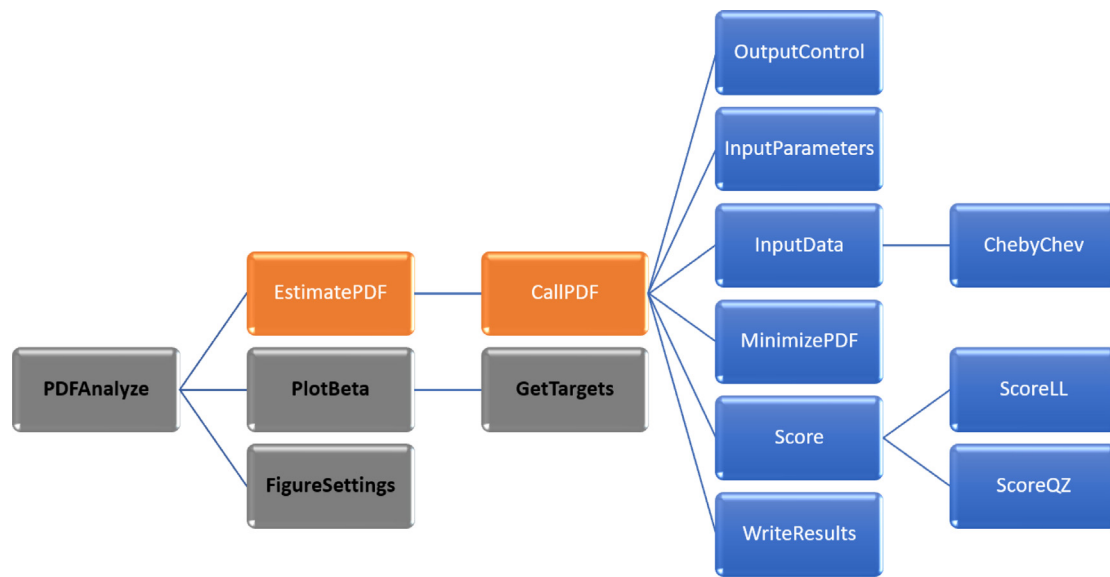 OutputControl
InputParameters
InputData
ChebyChev
EstimatePDF
CallPDF
MinimizePDF
PDFAnalyze
PlotBeta
GetTargets
ScoreLL
Score
FigureSettings
ScoreQZ
WriteResults